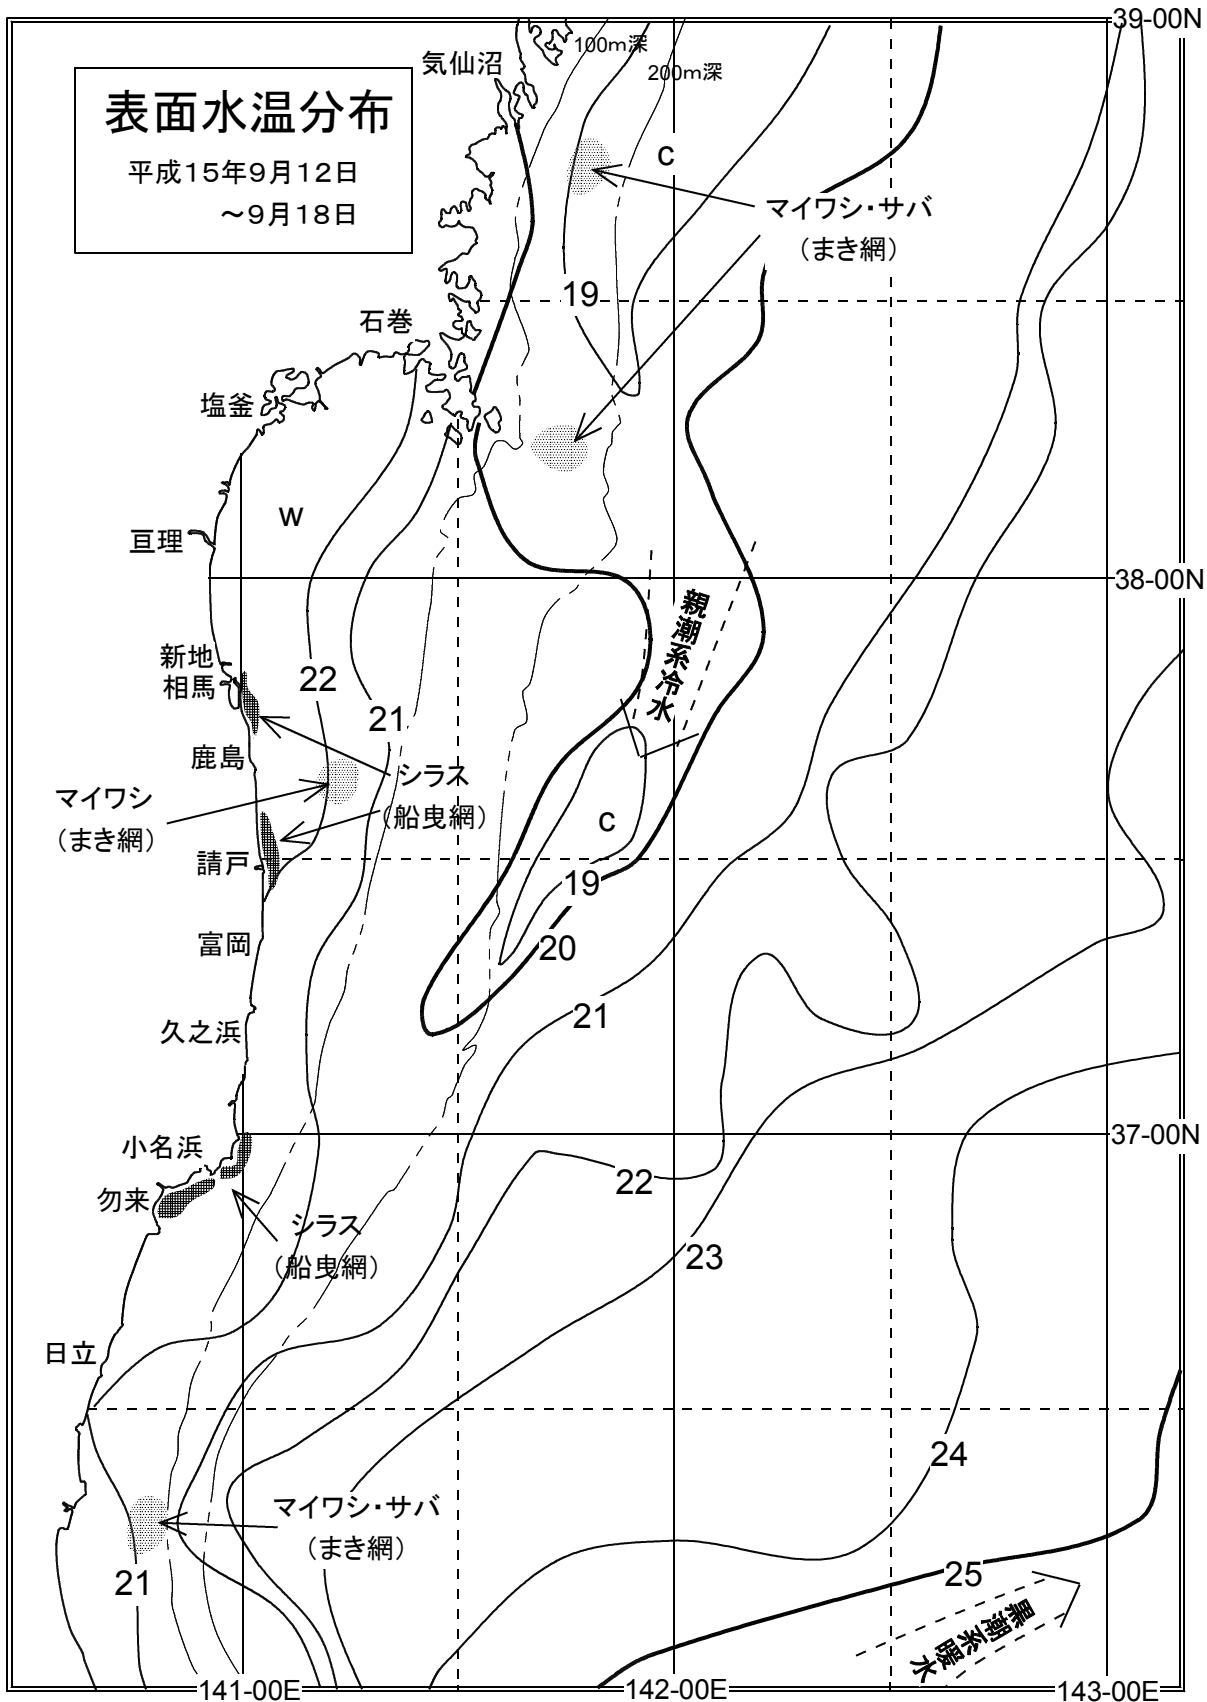 39-00N
100m深
気仙沼
200m深
表面水温分布
平成15年9月12日
～9月18日
c
マイワシ・サバ
(まき網)
19
石巻
塩釜
w
亘理
38-00N
親潮系冷水
新地
相馬
22
21
鹿島
シラス
(船曳網)
マイワシ
(まき網)
c
請戸
19
富岡
20
久之浜
21
37-00N
小名浜
22
勿来
シラス
(船曳網)
23
日立
24
マイワシ・サバ
(まき網)
21
25
黒潮系暖水
141-00E
142-00E
143-00E